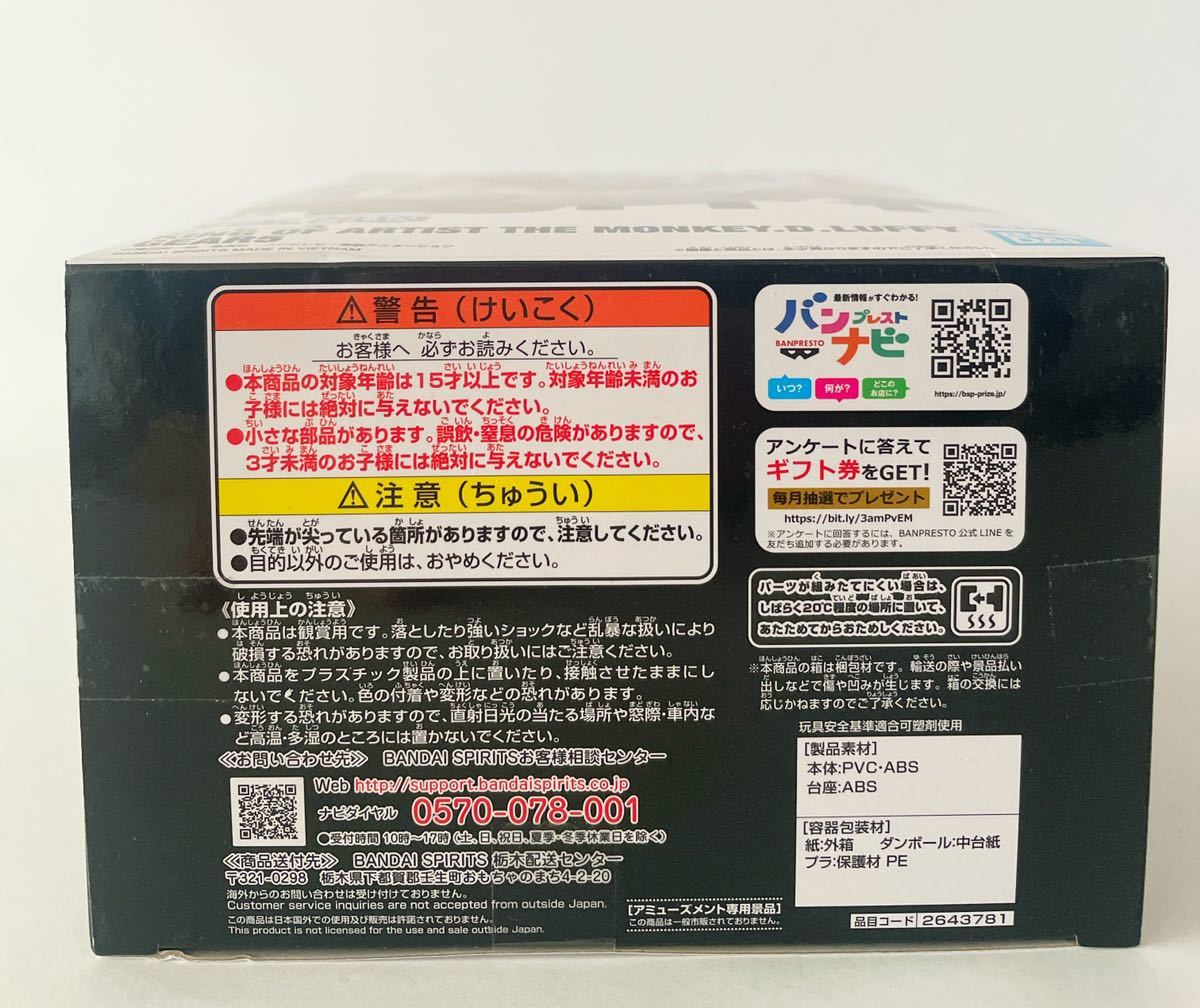 OF ARTIST THE MONKEY.D.LUFFY
GEAR5
BANDAI SPIRITS MADE IN VIETNAM
⚠警告（けいこく）
お客様へ 必ずお読みください。
●本商品の対象年齢は15才以上です。対象年齢未満のお
子様には絶対に与えないでください。
●小さな部品があります。誤飲・窒息の危険がありますので、
3才未満のお子様には絶対に与えないでください。
⚠注意（ちゅうい）
●先端が尖っている箇所がありますので、注意してください。
●目的以外のご使用は、おやめください。
《使用上の注意》
●本商品は観賞用です。落としたり強いショックなど乱暴な扱いにより
破損する恐れがありますので、お取り扱いにはご注意ください。
●本商品をプラスチック製品の上に置いたり、接触させたままにし
ないでください。色の付着や変形などの恐れがあります。
●変形する恐れがありますので、直射日光の当たる場所や窓際・車内な
ど高温・多湿のところには置かないでください。
≪お問い合わせ先≫ BANDAI SPIRITSお客様相談センター
Web http://support.bandaispirits.co.jp
ナビダイヤル 0570-078-001
●受付時間 10時〜17時（土、日、祝日、夏季・冬季休業日を除く）
≪商品送付先≫ BANDAI SPIRITS 栃木配送センター
〒321-0298 栃木県下都賀郡壬生町おもちゃのまち4-2-20
海外からのお問い合わせは受け付けておりません。
Customer service inquiries are not accepted from outside Japan.
この商品は日本国外での使用及び販売は許諾されておりません。
This product is not licensed for the use and sale outside Japan.
[アミューズメント専用景品]
この商品は一般市販されておりません。
最新情報がすぐわかる!
バンプレスト
BANPRESTO
ナビ
いつ?
何が?
どこの
お店に?
https://bsp-prize.jp/
アンケートに答えて
ギフト券をGET!
毎月抽選でプレゼント
https://bit.ly/3amPvEM
※アンケートに回答するには、BANPRESTO 公式 LINE を
友だち追加する必要があります。
パーツが組みたてにくい場合は、
しばらく20℃程度の場所に置いて、
あたためてからおためしください。
※本商品の箱は梱包材です。輸送の際や景品払い
出しなどで傷や凹みが生じます。箱の交換には
応じかねますのでご了承ください。
玩具安全基準適合可塑剤使用
[製品素材]
本体:PVC・ABS
台座:ABS
[容器包装材]
紙:外箱 ダンボール:中台紙
プラ:保護材 PE
品目コード 2643781